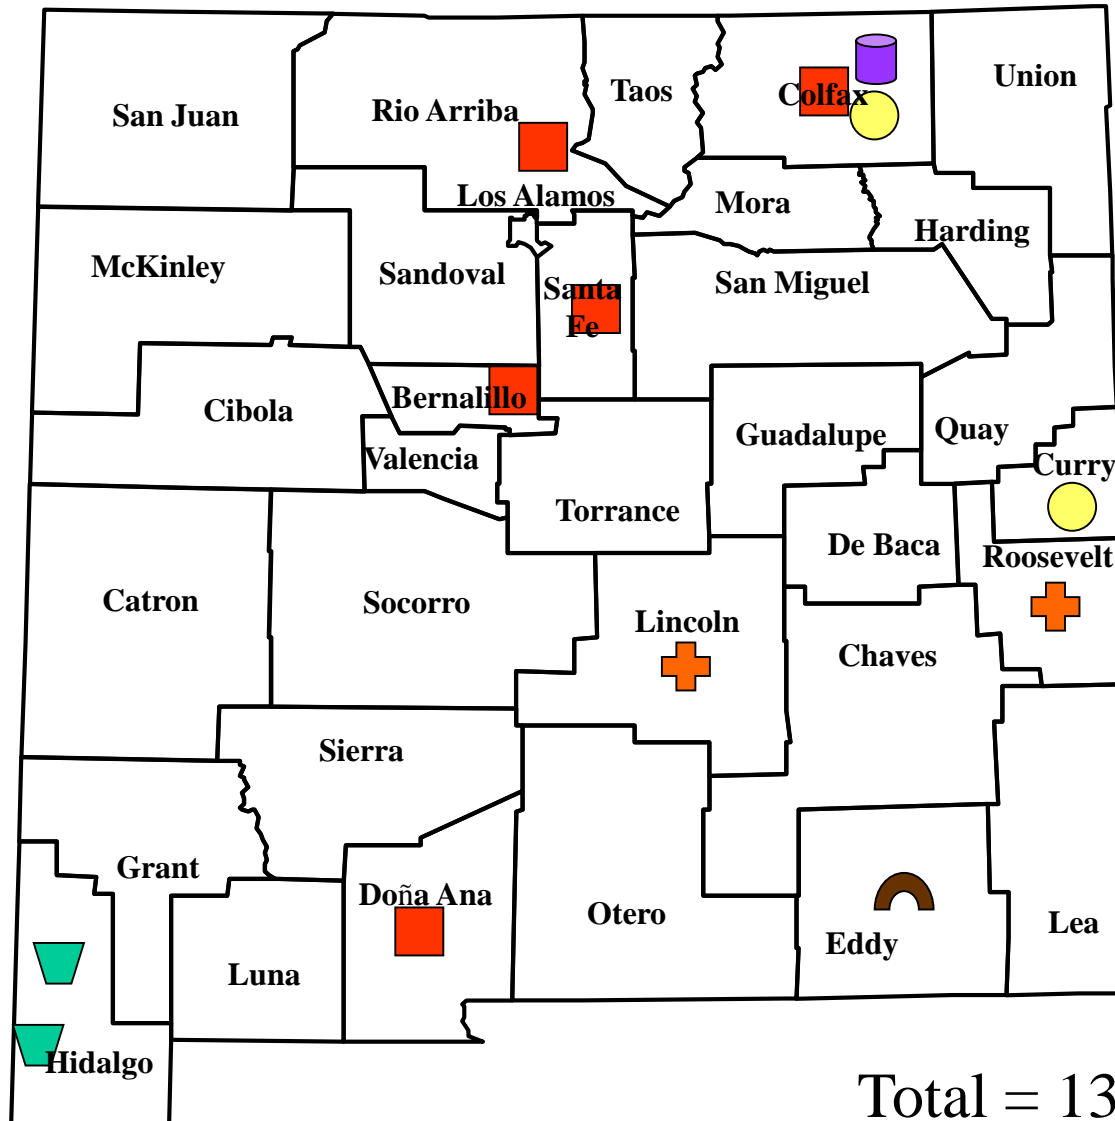 Union
Taos
Colfax
San Juan
Rio Arriba
Los Alamos
Mora
Harding
McKinley
Sandoval
San Miguel
Santa
Fe
Bernalillo
Cibola
Guadalupe
Quay
Valencia
Curry
Torrance
De Baca
Roosevelt
Catron
Socorro
Lincoln
Chaves
Sierra
Grant
Doña Ana
Otero
Lea
Eddy
Luna
Hidalgo
Total = 13